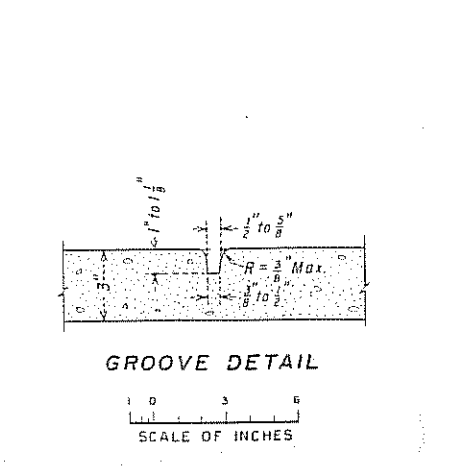 1" to 1 1/8"
1/2" to 5/8"
3"
R = 3/8" Max.
3/8" to 1/2"
GROOVE DETAIL
1 0 3 6
SCALE OF INCHES